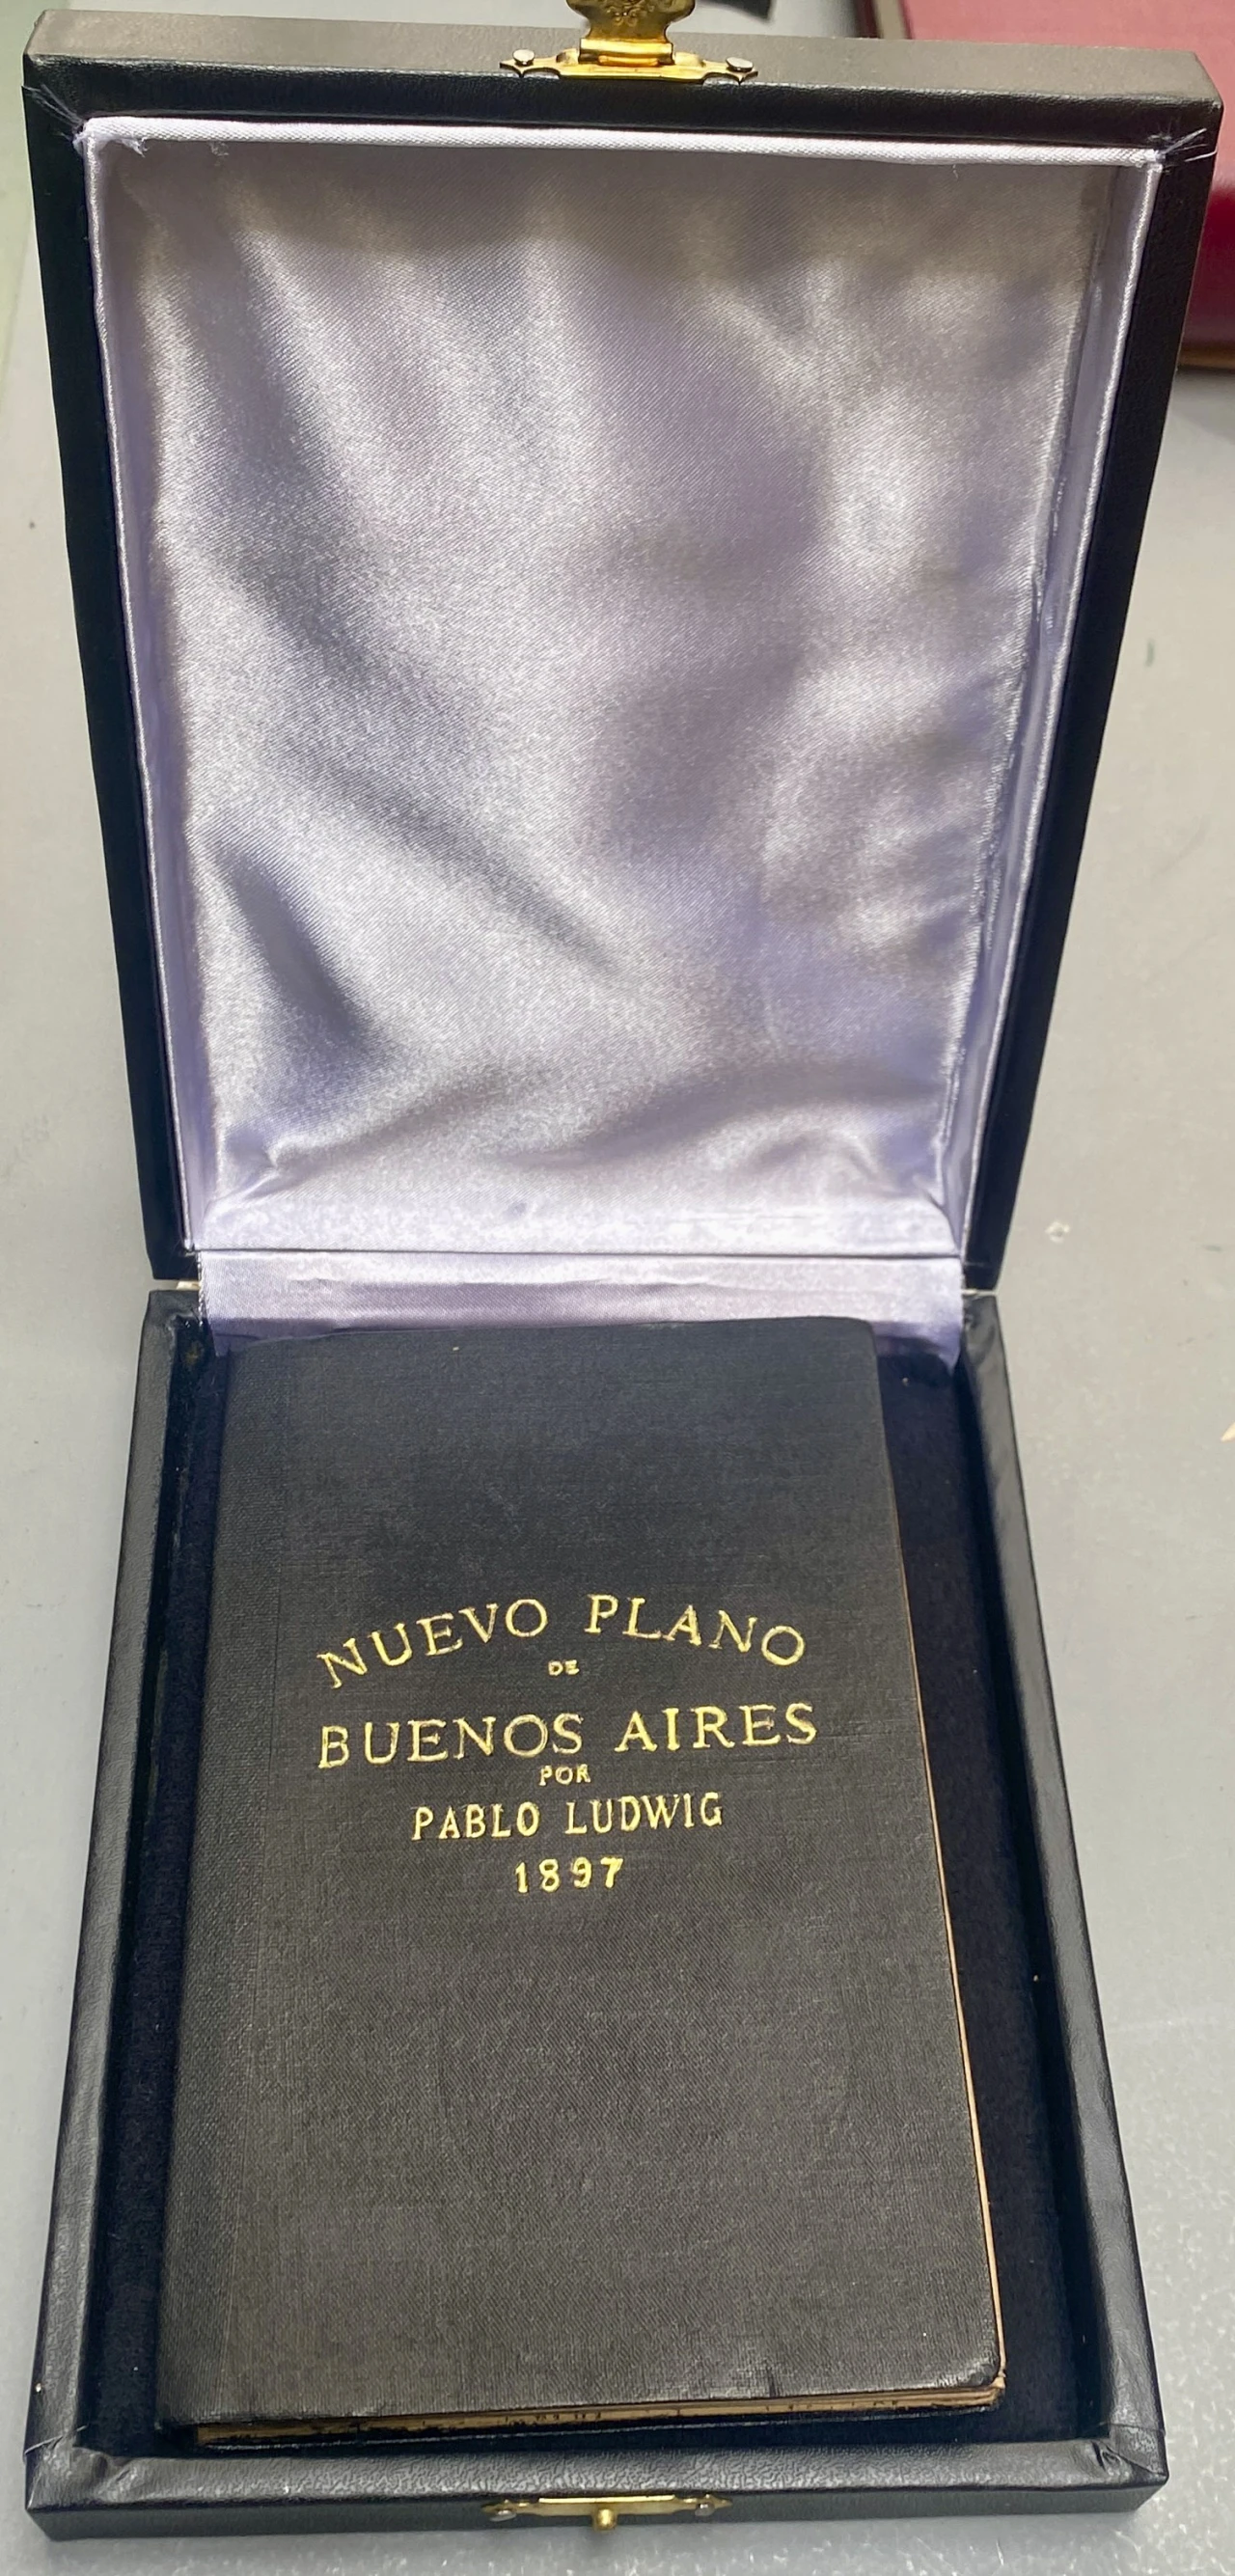 NUEVO PLANO
DE
BUENOS AIRES
POR
PABLO LUDWIG
1897